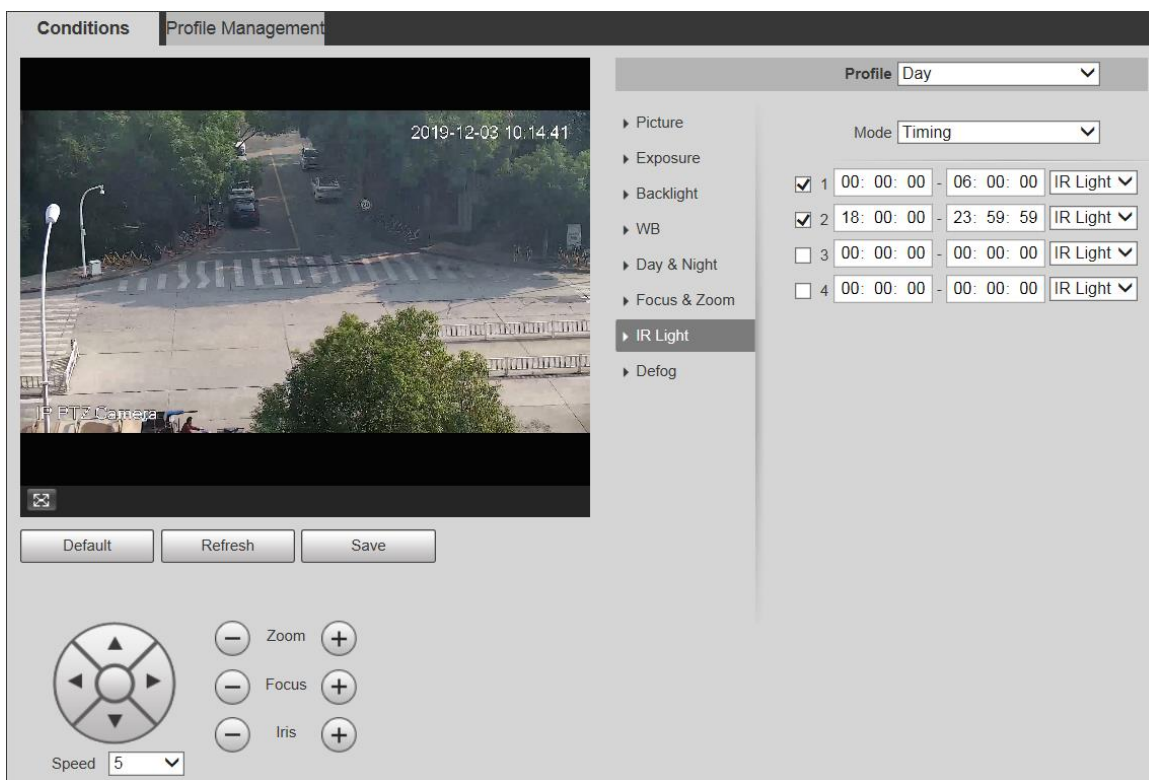 Conditions Profile Management
Profile Day
2019-12-03 10:14:41
IP PTZ Camera
Picture
Exposure
Backlight
WB
Day & Night
Focus & Zoom
IR Light
Defog
Mode Timing
1 00: 00: 00 - 06: 00: 00 IR Light
2 18: 00: 00 - 23: 59: 59 IR Light
3 00: 00: 00 - 00: 00: 00 IR Light
4 00: 00: 00 - 00: 00: 00 IR Light
Default Refresh Save
Zoom
Focus
Iris
Speed 5